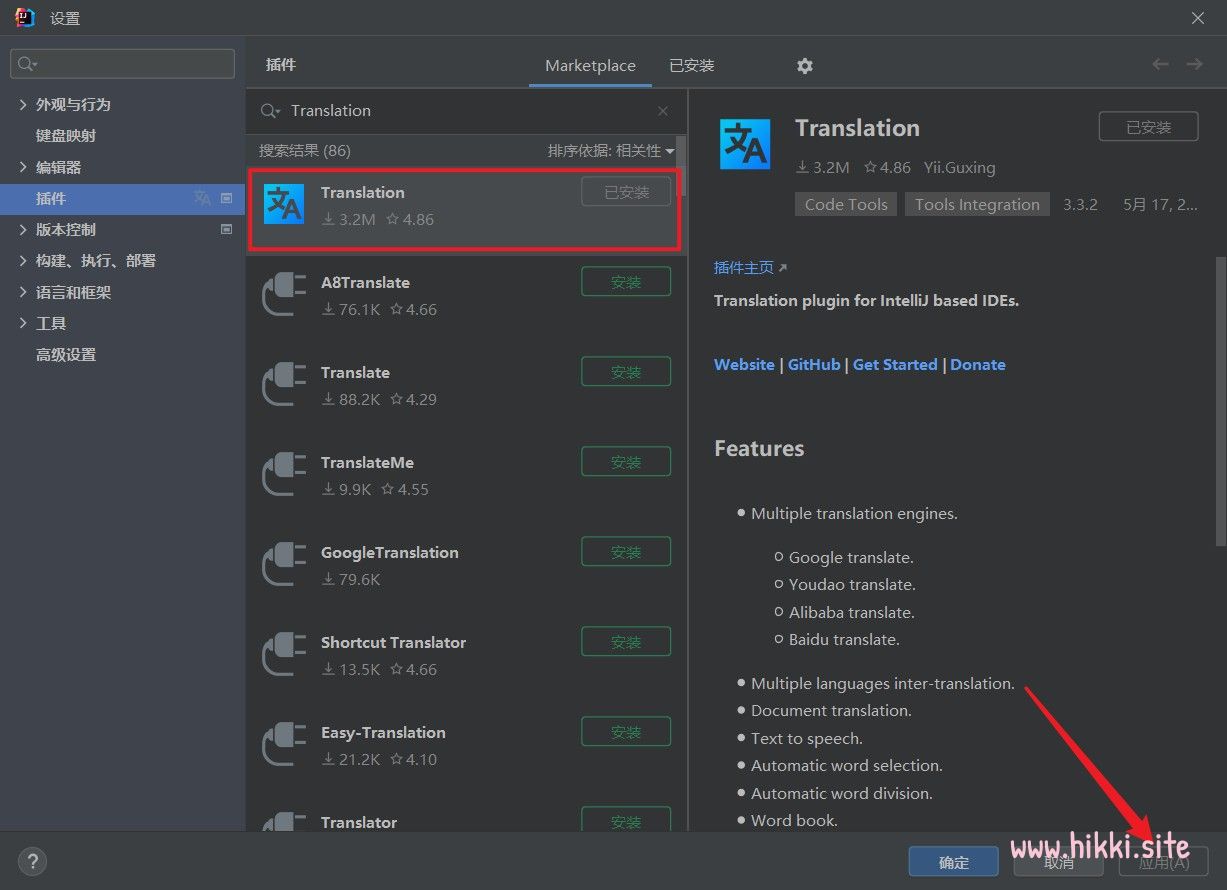 设置
插件
Marketplace
已安装
外观与行为
键盘映射
编辑器
插件
版本控制
构建、执行、部署
语言和框架
工具
高级设置
Translation
搜索结果 (86)
排序依据: 相关性
Translation
已安装
3.2M 4.86
A8Translate
安装
76.1K 4.66
Translate
安装
88.2K 4.29
TranslateMe
安装
9.9K 4.55
GoogleTranslation
安装
79.6K
Shortcut Translator
安装
13.5K 4.66
Easy-Translation
安装
21.2K 4.10
Translator
安装
Translation
已安装
3.2M 4.86 Yii.Guxing
Code Tools Tools Integration 3.3.2 5月 17, 2...
插件主页
Translation plugin for IntelliJ based IDEs.
Website | GitHub | Get Started | Donate
Features
Multiple translation engines.
Google translate.
Youdao translate.
Alibaba translate.
Baidu translate.
Multiple languages inter-translation.
Document translation.
Text to speech.
Automatic word selection.
Automatic word division.
Word book.
www.hikki.site
?
确定
取消
应用(A)